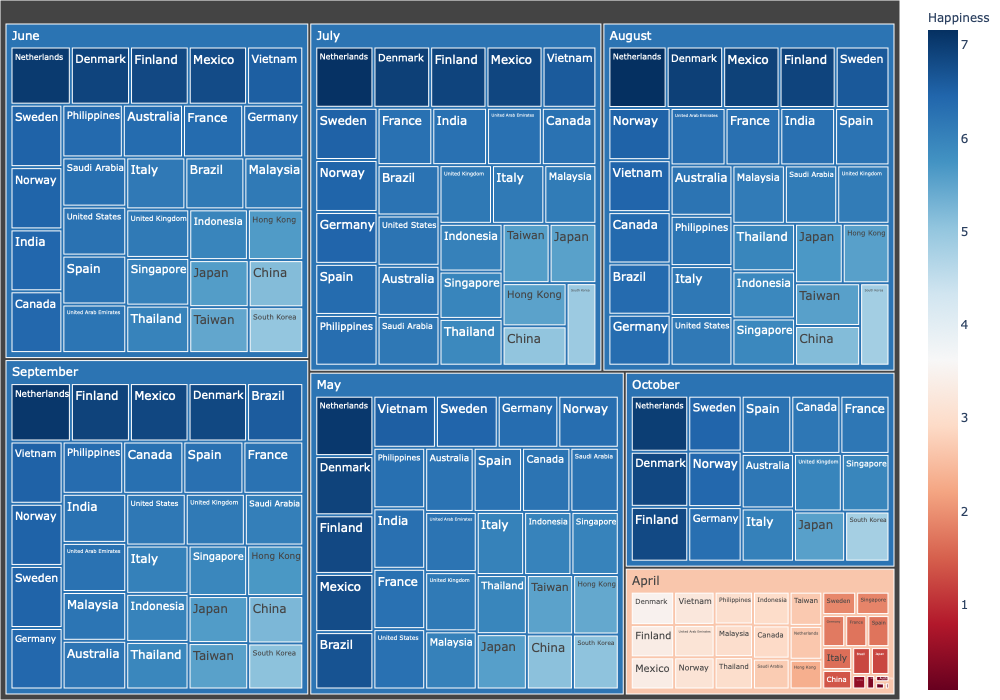 Happiness
7
6
5
4
3
2
1
June
Netherlands
Denmark
Finland
Mexico
Vietnam
Sweden
Norway
India
Canada
Philippines
Australia
France
Germany
Saudi Arabia
Italy
Brazil
Malaysia
United States
United Kingdom
Indonesia
Hong Kong
Spain
Singapore
Japan
China
United Arab Emirates
Thailand
Taiwan
South Korea
July
Netherlands
Denmark
Finland
Mexico
Vietnam
Sweden
Norway
Germany
Spain
Philippines
France
India
United Arab Emirates
Canada
Brazil
United Kingdom
Italy
Malaysia
United States
Australia
Saudi Arabia
Indonesia
Singapore
Thailand
Taiwan
Japan
Hong Kong
China
South Korea
August
Netherlands
Denmark
Mexico
Finland
Sweden
Norway
Vietnam
Canada
Brazil
Germany
United Arab Emirates
France
India
Spain
Australia
Malaysia
Saudi Arabia
United Kingdom
Philippines
Italy
United States
Thailand
Indonesia
Singapore
Japan
Hong Kong
Taiwan
China
South Korea
September
Netherlands
Finland
Mexico
Denmark
Brazil
Vietnam
Norway
Sweden
Germany
Philippines
Canada
Spain
France
India
United States
United Kingdom
Saudi Arabia
United Arab Emirates
Italy
Singapore
Hong Kong
Malaysia
Indonesia
Japan
China
Australia
Thailand
Taiwan
South Korea
May
Netherlands
Denmark
Finland
Mexico
Brazil
Vietnam
Sweden
Germany
Norway
Philippines
Australia
Spain
Canada
Saudi Arabia
India
United Arab Emirates
Italy
Indonesia
Singapore
France
United Kingdom
Thailand
Taiwan
Hong Kong
United States
Malaysia
Japan
China
South Korea
October
Netherlands
Denmark
Finland
Sweden
Spain
Canada
France
Norway
Australia
United Kingdom
Singapore
Germany
Italy
Japan
South Korea
April
Denmark
Finland
Mexico
Vietnam
Philippines
Indonesia
Taiwan
United Arab Emirates
Malaysia
Canada
Netherlands
Norway
Thailand
Saudi Arabia
Hong Kong
Sweden
Singapore
France
Spain
Italy
China